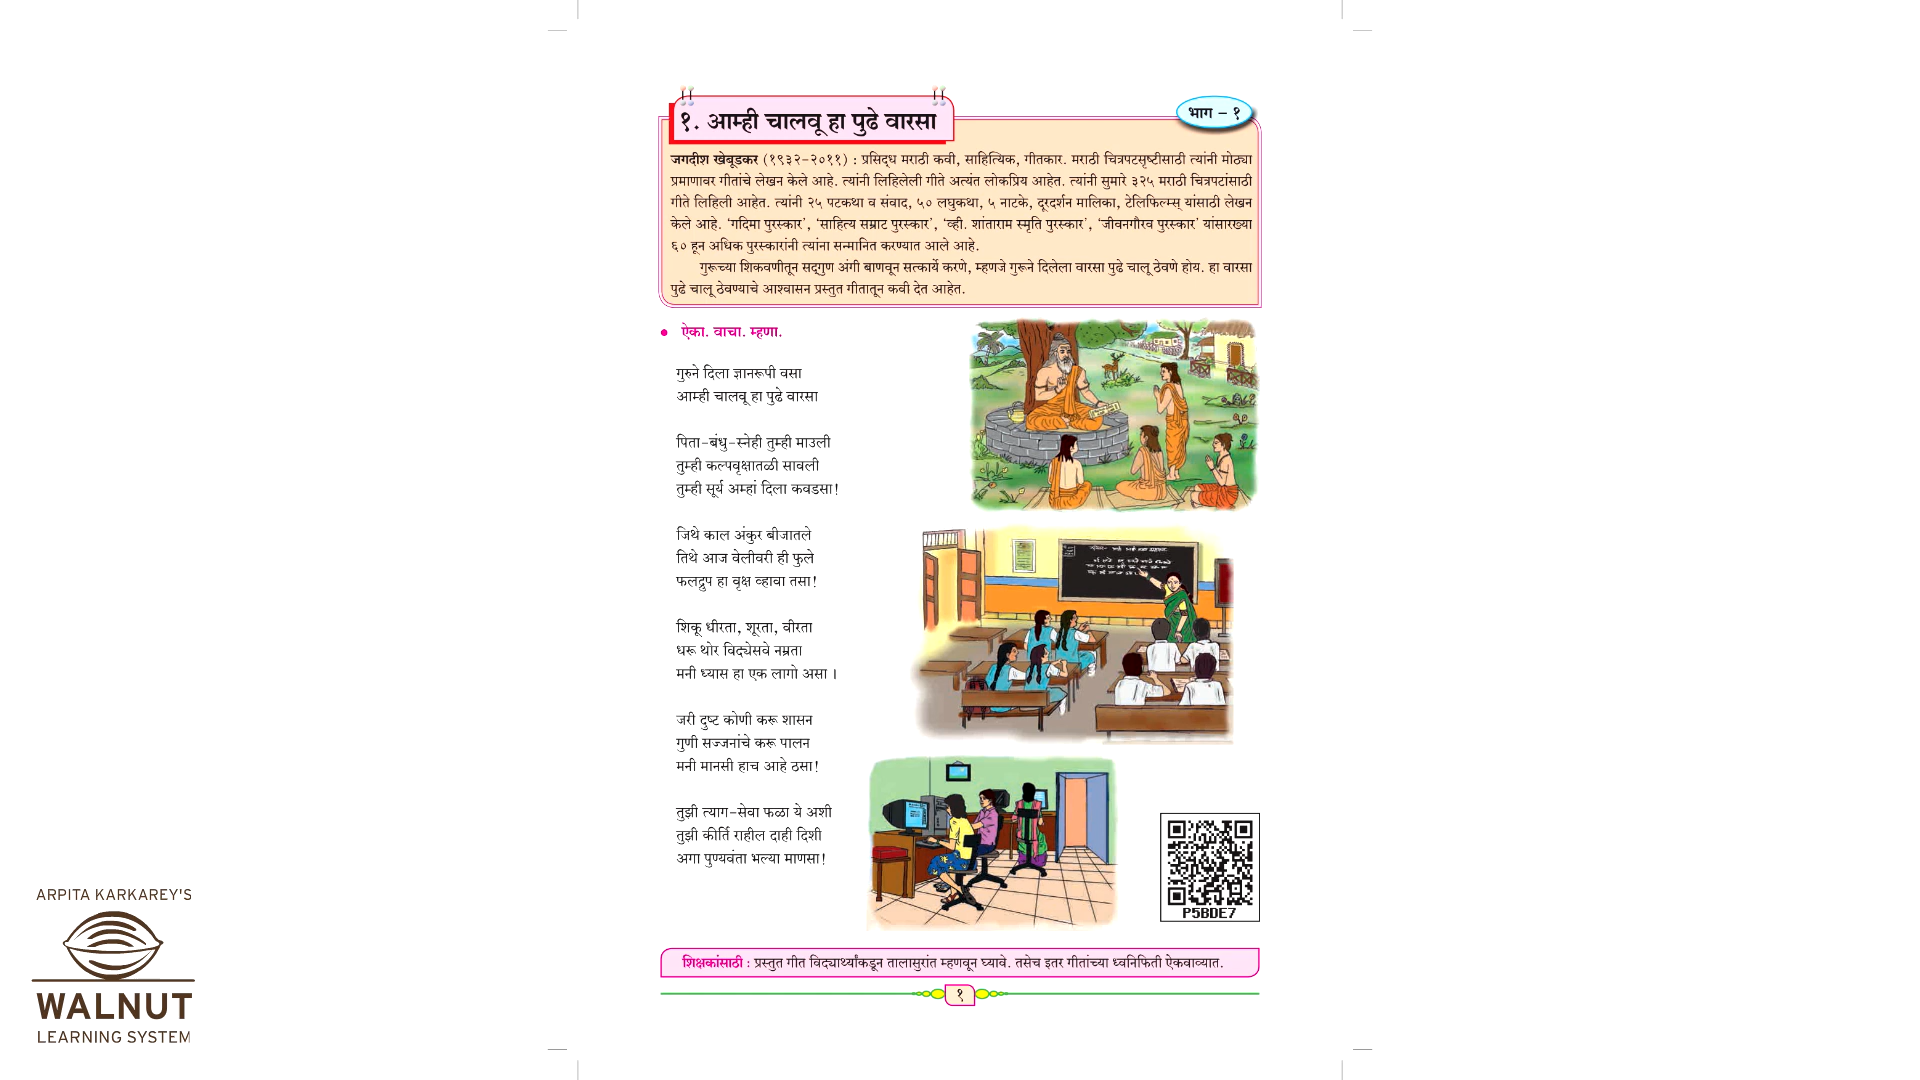 १. आम्ही चालवू हा पुढे वारसा
भाग – १
जगदीश खेबूडकर (१९३२-२०११) : प्रसिद्ध मराठी कवी, साहित्यिक, गीतकार. मराठी चित्रपटसृष्टीसाठी त्यांनी मोठ्या
प्रमाणावर गीतांचे लेखन केले आहे. त्यांनी लिहिलेली गीते अत्यंत लोकप्रिय आहेत. त्यांनी सुमारे ३२५ मराठी चित्रपटांसाठी
गीते लिहिली आहेत. त्यांनी २५ पटकथा व संवाद, ५० लघुकथा, ५ नाटके, दूरदर्शन मालिका, टेलिफिल्म्स् यांसाठी लेखन
केले आहे. ‘गदिमा पुरस्कार’, ‘साहित्य सम्राट पुरस्कार’, ‘व्ही. शांताराम स्मृति पुरस्कार’, ‘जीवनगौरव पुरस्कार’ यांसारख्या
६० हून अधिक पुरस्कारांनी त्यांना सन्मानित करण्यात आले आहे.
गुरूच्या शिकवणीतून सद्गुण अंगी बाणवून सत्कार्ये करणे, म्हणजे गुरूने दिलेला वारसा पुढे चालू ठेवणे होय. हा वारसा
पुढे चालू ठेवण्याचे आश्वासन प्रस्तुत गीतातून कवी देत आहेत.
• ऐका. वाचा. म्हणा.
गुरुने दिला ज्ञानरूपी वसा
आम्ही चालवू हा पुढे वारसा
पिता-बंधु-स्नेही तुम्ही माउली
तुम्ही कल्पवृक्षातळी सावली
तुम्ही सूर्य अम्हां दिला कवडसा!
जिथे काल अंकुर बीजातले
तिथे आज वेलीवरी ही फुले
फलद्रुप हा वृक्ष व्हावा तसा!
शिकू धीरता, शूरता, वीरता
धरू थोर विद्येसवे नम्रता
मनी ध्यास हा एक लागो असा ।
जरी दुष्ट कोणी करू शासन
गुणी सज्जनांचे करू पालन
मनी मानसी हाच आहे ठसा!
तुझी त्याग-सेवा फळा ये अशी
तुझी कीर्ति राहील दाही दिशी
अगा पुण्यवंता भल्या माणसा!
P5BDE7
शिक्षकांसाठी : प्रस्तुत गीत विद्यार्थ्यांकडून तालासुरांत म्हणवून घ्यावे. तसेच इतर गीतांच्या ध्वनिफिती ऐकवाव्यात.
१
ARPITA KARKAREY'S
WALNUT
LEARNING SYSTEM